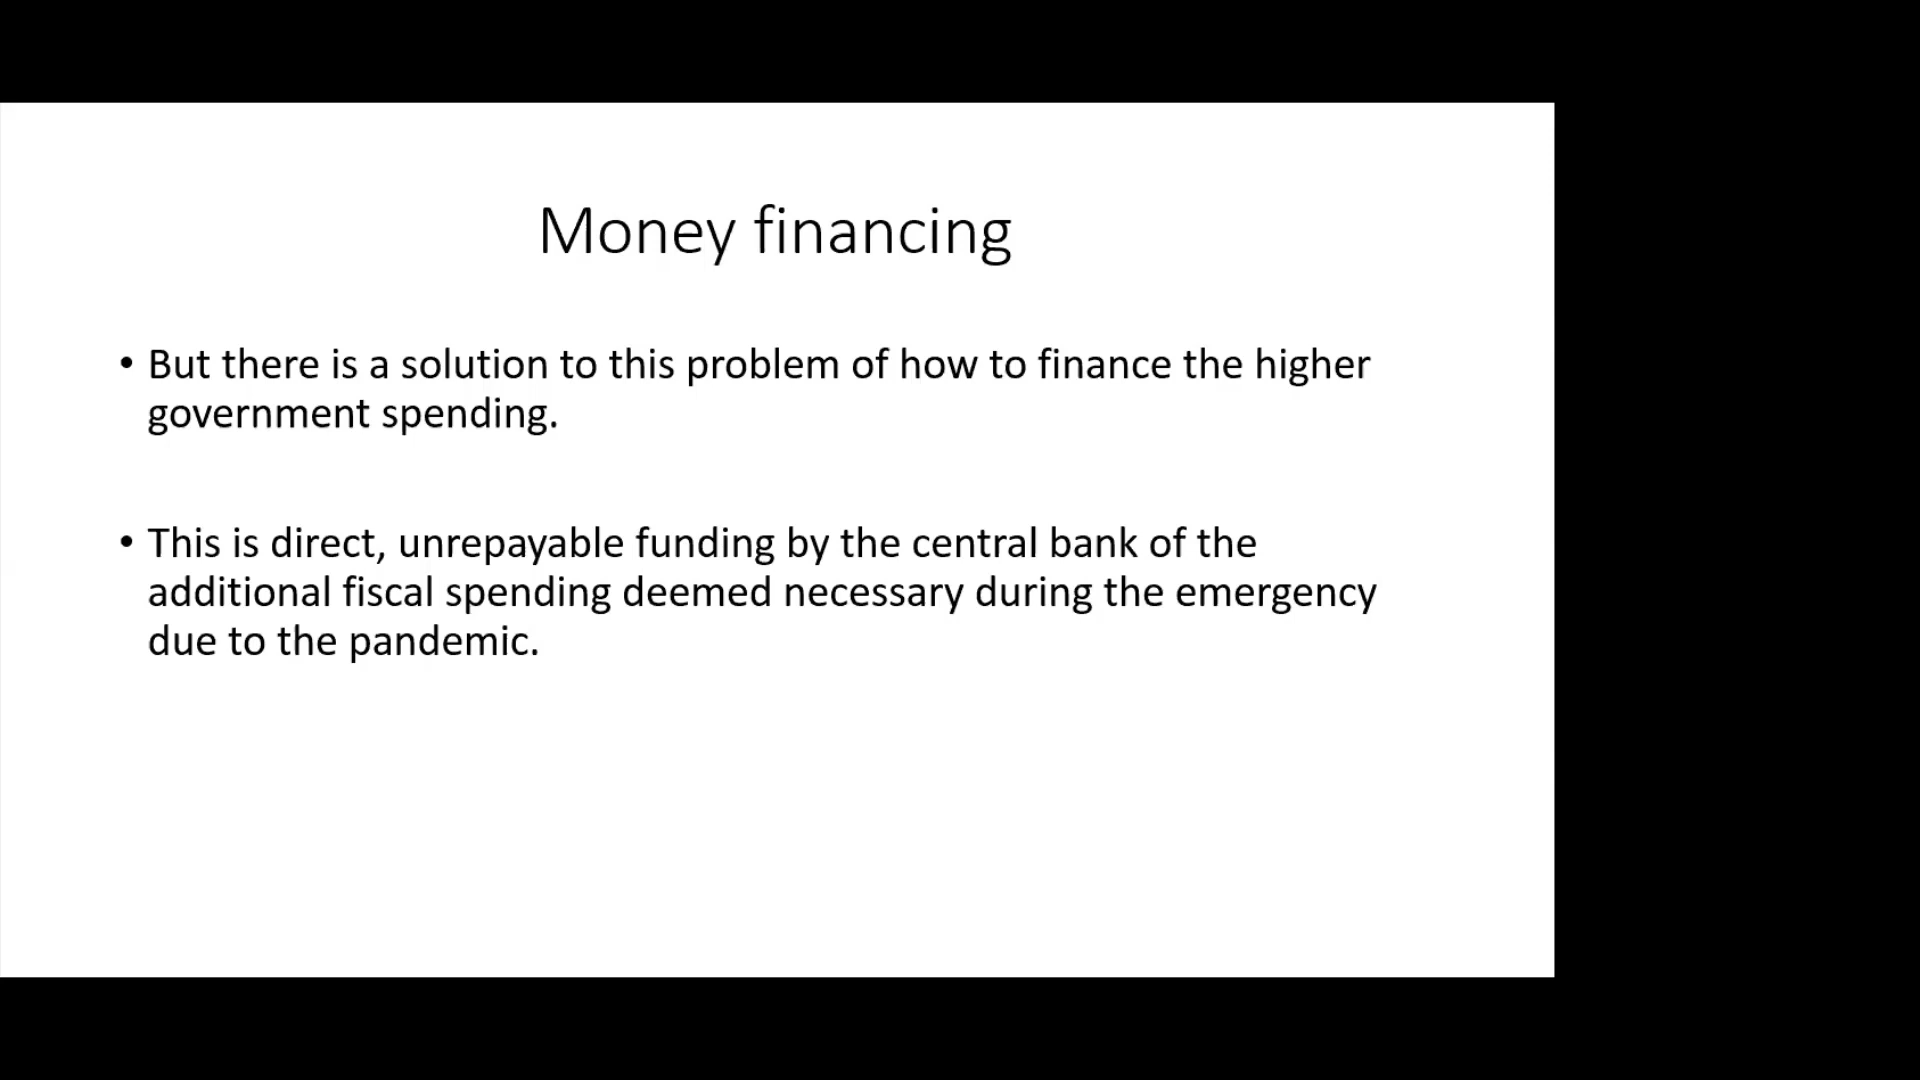 Money financing
• But there is a solution to this problem of how to finance the higher
government spending.
• This is direct, unrepayable funding by the central bank of the
additional fiscal spending deemed necessary during the emergency
due to the pandemic.